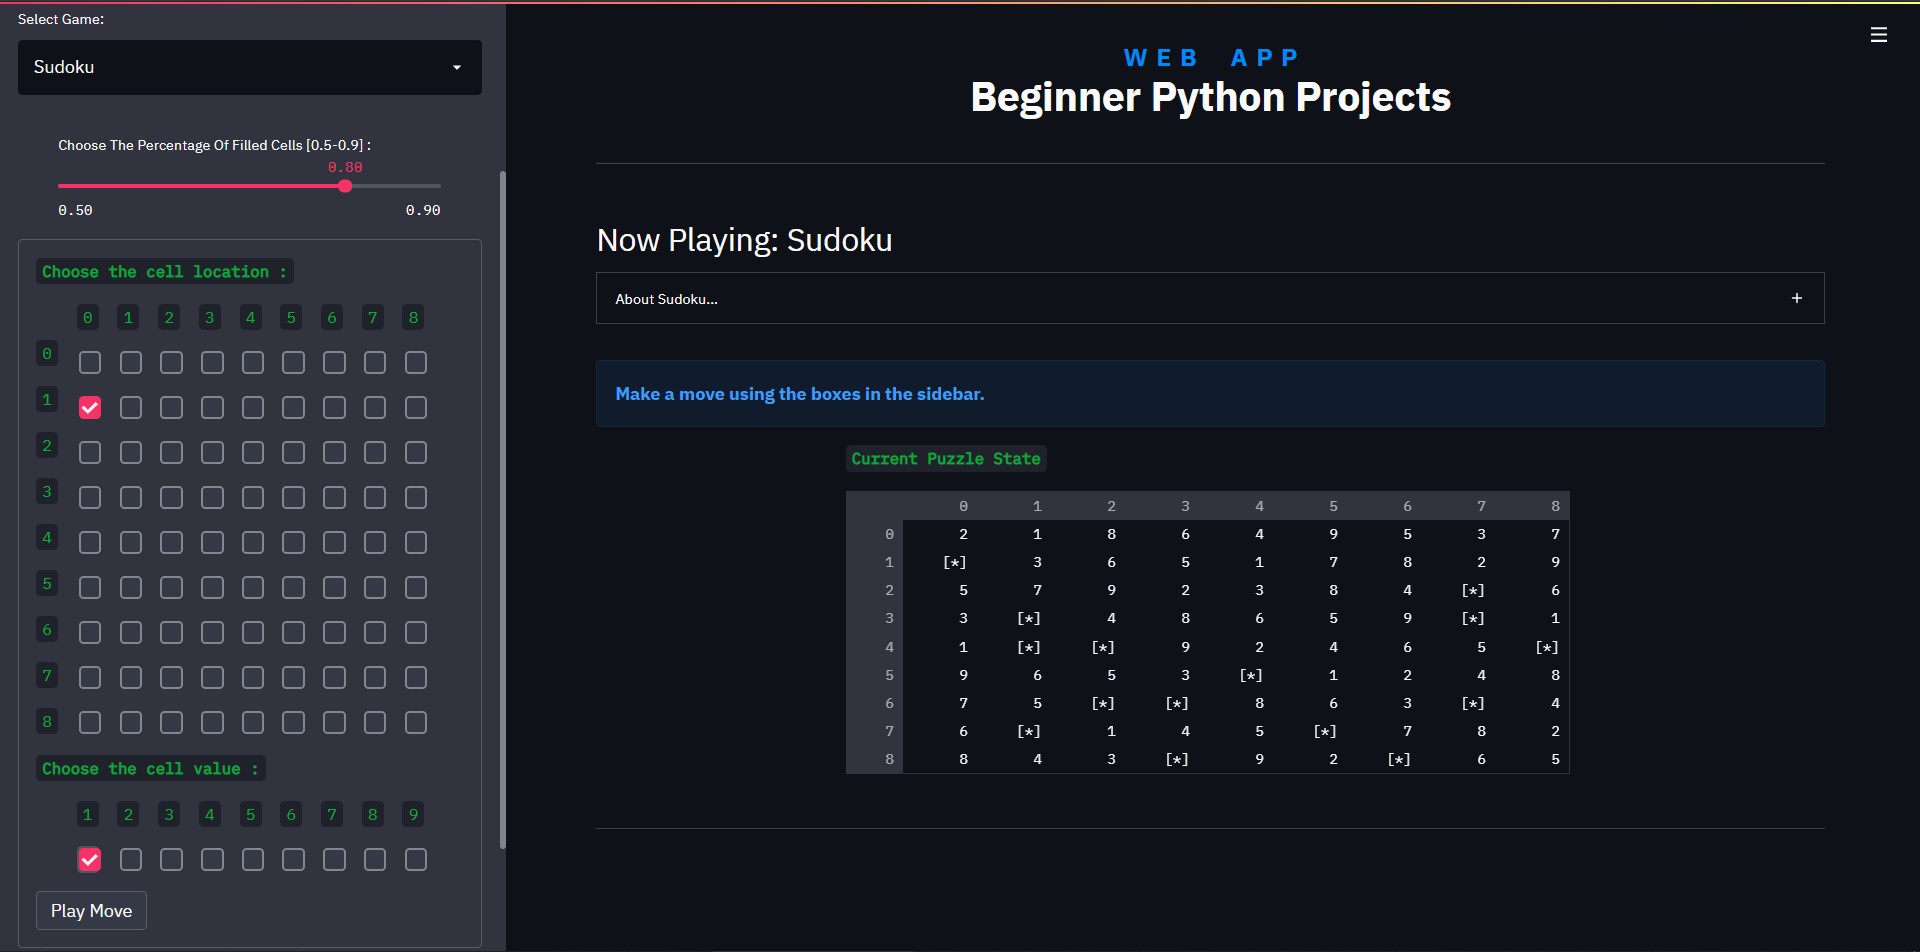 Select Game:
Sudoku
Choose The Percentage Of Filled Cells [0.5-0.9] :
0.80
0.50 0.90
Choose the cell location :
0 1 2 3 4 5 6 7 8
0
1
2
3
4
5
6
7
8
Choose the cell value :
1 2 3 4 5 6 7 8 9
Play Move
WEB APP
Beginner Python Projects
Now Playing: Sudoku
About Sudoku...
Make a move using the boxes in the sidebar.
Current Puzzle State
0 1 2 3 4 5 6 7 8
0 2 1 8 6 4 9 5 3 7
1 [*] 3 6 5 1 7 8 2 9
2 5 7 9 2 3 8 4 [*] 6
3 3 [*] 4 8 6 5 9 [*] 1
4 1 [*] [*] 9 2 4 6 5 [*]
5 9 6 5 3 [*] 1 2 4 8
6 7 5 [*] [*] 8 6 3 [*] 4
7 6 [*] 1 4 5 [*] 7 8 2
8 8 4 3 [*] 9 2 [*] 6 5